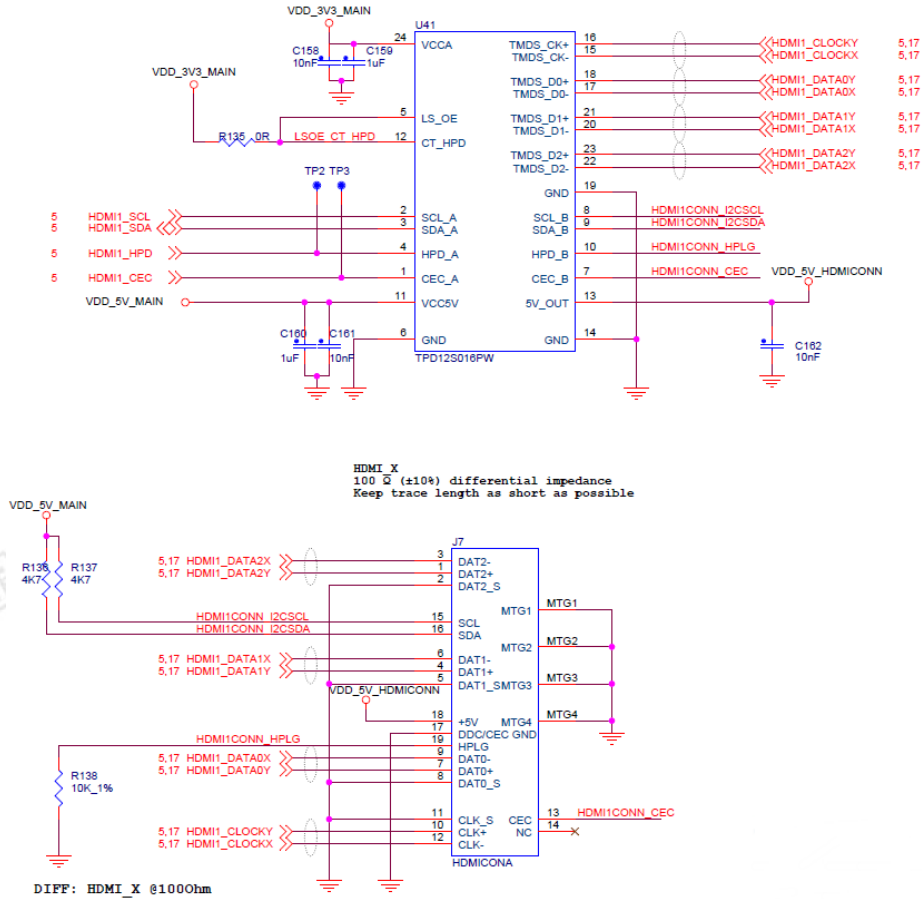 VDD_3V3_MAIN
U41
C158
10nF
C159
1uF
24 VCCA
TMDS_CK+ 16 HDMI1_CLOCKY 5,17
TMDS_CK- 15 HDMI1_CLOCKX 5,17
VDD_3V3_MAIN
TMDS_D0+ 18 HDMI1_DATA0Y 5,17
TMDS_D0- 17 HDMI1_DATA0X 5,17
5 LS_OE
TMDS_D1+ 21 HDMI1_DATA1Y 5,17
TMDS_D1- 20 HDMI1_DATA1X 5,17
R135 0R LSOE_CT_HPD 12 CT_HPD
TMDS_D2+ 23 HDMI1_DATA2Y 5,17
TMDS_D2- 22 HDMI1_DATA2X 5,17
TP2 TP3
GND 19
5 HDMI1_SCL 2 SCL_A SCL_B 8 HDMI1CONN_I2CSCL
5 HDMI1_SDA 3 SDA_A SDA_B 9 HDMI1CONN_I2CSDA
5 HDMI1_HPD 4 HPD_A HPD_B 10 HDMI1CONN_HPLG
5 HDMI1_CEC 1 CEC_A CEC_B 7 HDMI1CONN_CEC
VDD_5V_HDMICONN
VDD_5V_MAIN 11 VCC5V 5V_OUT 13
C160
1uF
C161
10nF
6 GND GND 14
C162
10nF
TPD12S016PW
HDMI_X
100 Ω (±10%) differential impedance
Keep trace length as short as possible
VDD_5V_MAIN
J7
R136
4K7
R137
4K7
5,17 HDMI1_DATA2X 3 DAT2-
5,17 HDMI1_DATA2Y 1 DAT2+
2 DAT2_S
MTG1 MTG1
HDMI1CONN_I2CSCL 15 SCL
HDMI1CONN_I2CSDA 16 SDA
MTG2 MTG2
5,17 HDMI1_DATA1X 6 DAT1-
5,17 HDMI1_DATA1Y 4 DAT1+
5 DAT1_S MTG3 MTG3
VDD_5V_HDMICONN
18 +5V MTG4 MTG4
17 DDC/CEC GND
HDMI1CONN_HPLG 19 HPLG
5,17 HDMI1_DATA0X 9 DAT0-
5,17 HDMI1_DATA0Y 7 DAT0+
8 DAT0_S
R138
10K_1%
11 CLK_S CEC 13 HDMI1CONN_CEC
5,17 HDMI1_CLOCKY 10 CLK+ NC 14
5,17 HDMI1_CLOCKX 12 CLK-
HDMICONA
DIFF: HDMI_X @100Ohm